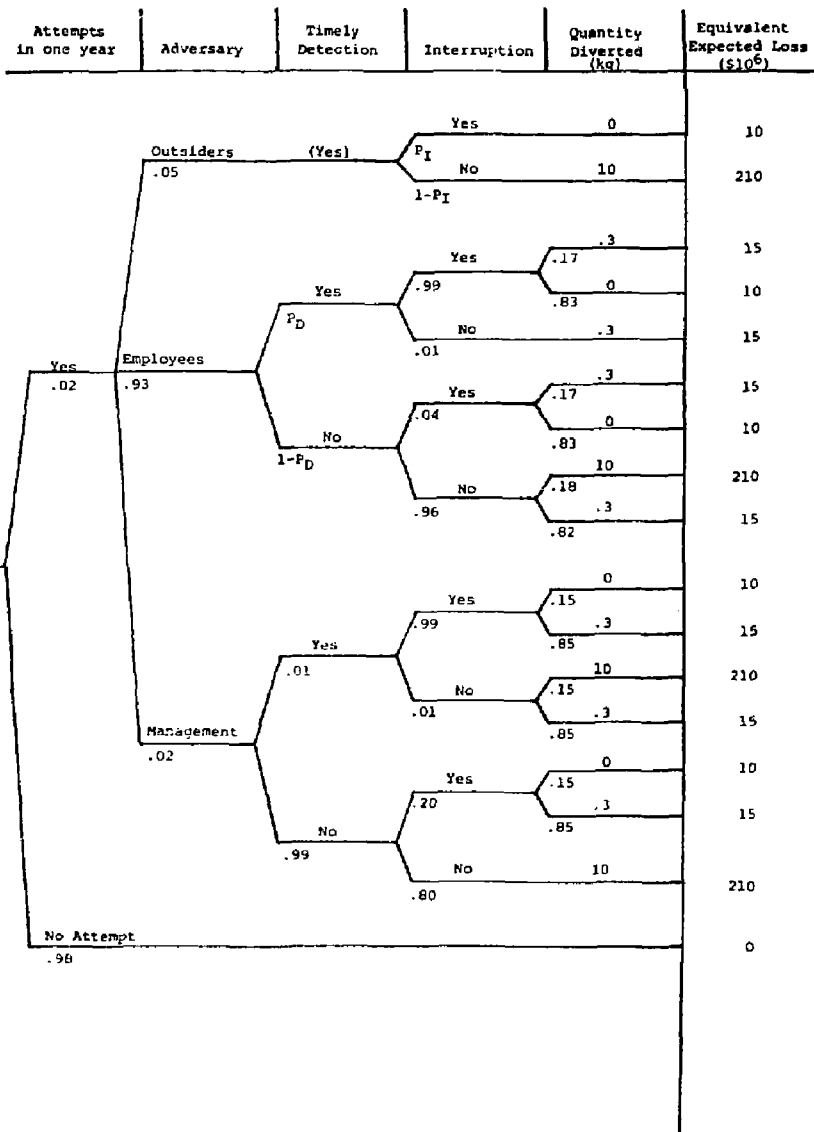 Attempts in one year
Adversary
Timely Detection
Interruption
Quantity Diverted (kg)
Equivalent Expected Loss ($10⁶)
Yes 0 10
Outsiders (Yes) P_I
.05 No 10 210
1-P_I
.3 15
Yes .17
.99 0 10
Yes .83
P_D No .3 15
.01
Yes Employees .3 15
.02 .93 Yes .17
.04 0 10
No .83
1-P_D 10 210
No .18
.96 .3 15
.82
0 10
Yes .15
.99 .3 15
Yes .85
.01 10 210
No .15
.01 .3 15
Management .85
.02 0 10
Yes .15
.20 .3 15
No .85
.99 No 10 210
.80
No Attempt 0
.98